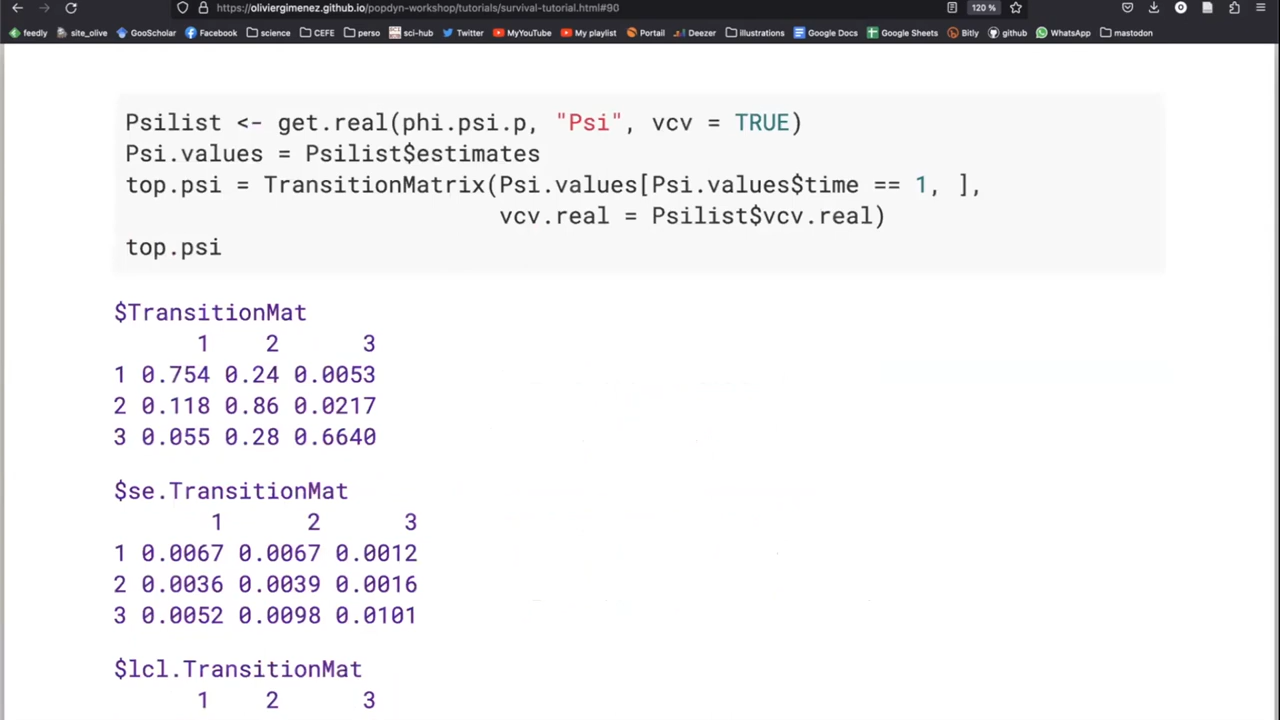 https://oliviergimenez.github.io/popdyn-workshop/tutorials/survival-tutorial.html#90 120 %
feedly site_olive GooScholar Facebook science CEFE perso sci-hub Twitter MyYouTube My playlist Portail Deezer illustrations Google Docs Google Sheets Bitly github WhatsApp mastodon
Psilist <- get.real(phi.psi.p, "Psi", vcv = TRUE)
Psi.values = Psilist$estimates
top.psi = TransitionMatrix(Psi.values[Psi.values$time == 1, ],
vcv.real = Psilist$vcv.real)
top.psi
$TransitionMat
1 2 3
1 0.754 0.24 0.0053
2 0.118 0.86 0.0217
3 0.055 0.28 0.6640
$se.TransitionMat
1 2 3
1 0.0067 0.0067 0.0012
2 0.0036 0.0039 0.0016
3 0.0052 0.0098 0.0101
$lcl.TransitionMat
1 2 3